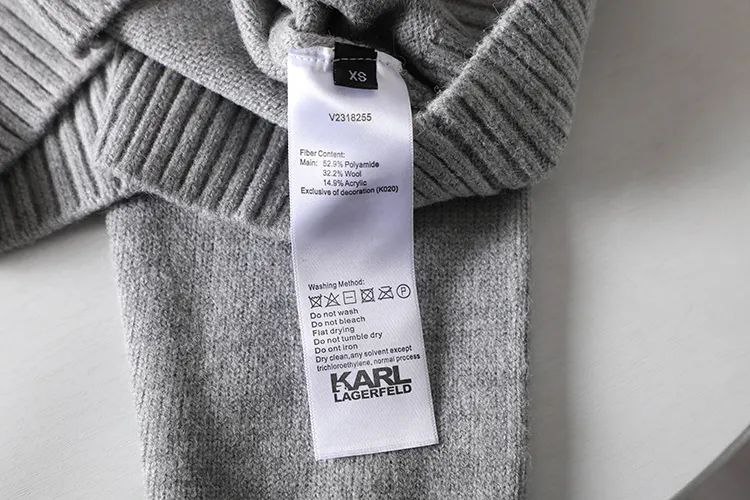 XS
V2318255
Fiber Content:
Main: 52.9% Polyamide
32.2% Wool
14.9% Acrylic
Exclusive of decoration (K020)
Washing Method:
P
Do not wash
Do not bleach
Flat drying
Do not tumble dry
Do ont iron
Dry clean,any solvent except
trichloroethylene, normal process
KARL
LAGERFELD